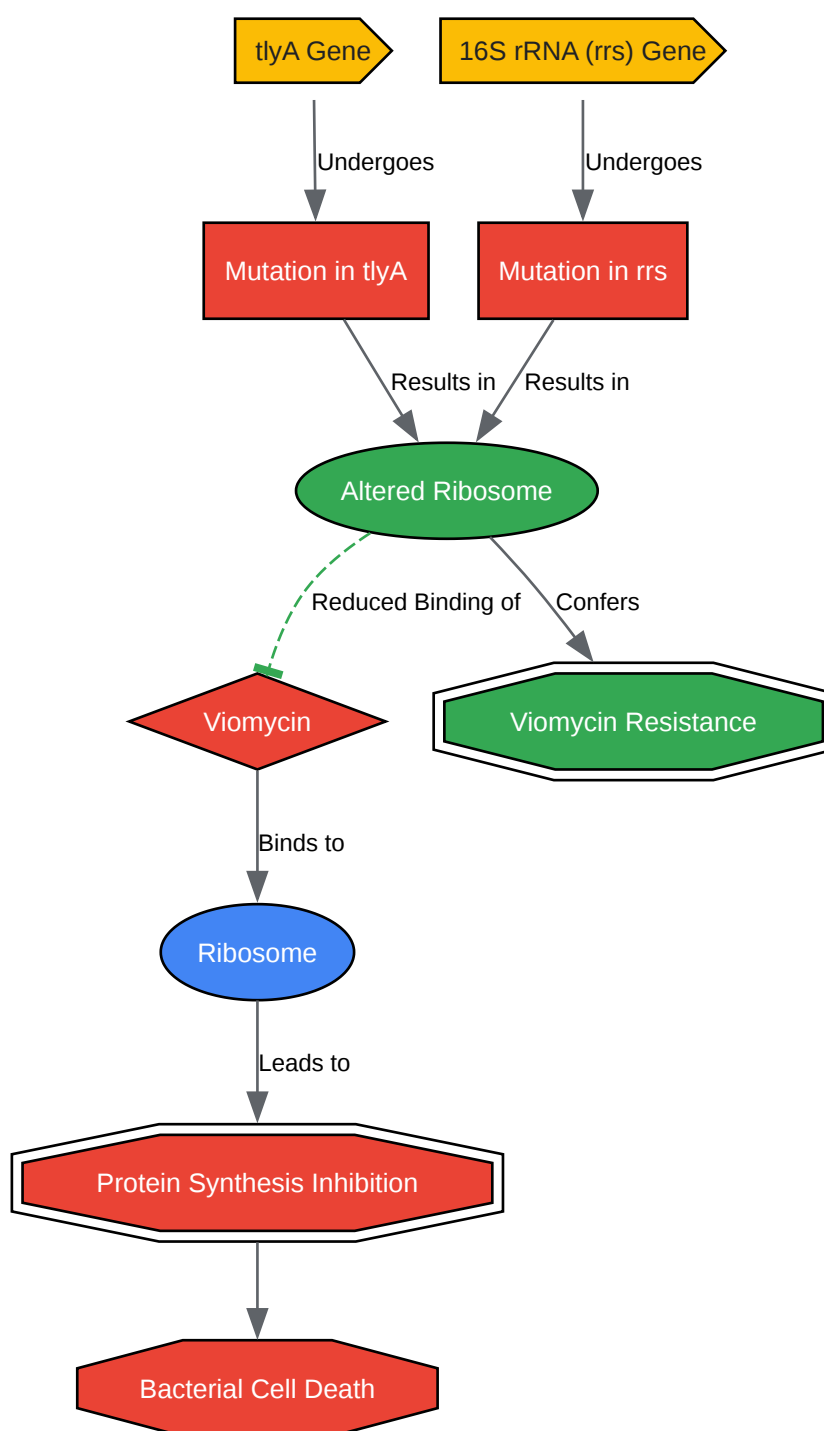 tlyA Gene
16S rRNA (rrs) Gene
Undergoes
Undergoes
Mutation in tlyA
Mutation in rrs
Results in
Results in
Altered Ribosome
Reduced Binding of
Confers
Viomycin
Viomycin Resistance
Binds to
Ribosome
Leads to
Protein Synthesis Inhibition
Bacterial Cell Death